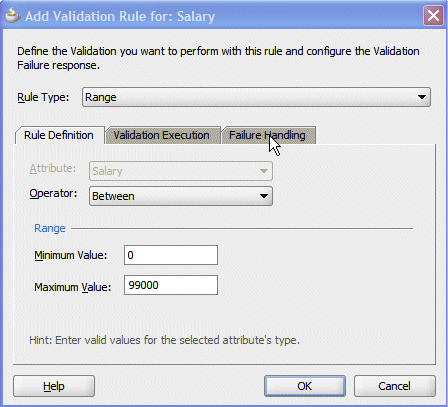 Add Validation Rule for: Salary
Define the Validation you want to perform with this rule and configure the Validation
Failure response.
Rule Type: Range
Rule Definition Validation Execution Failure Handling
Attribute: Salary
Operator: Between
Range
Minimum Value: 0
Maximum Value: 99000
Hint: Enter valid values for the selected attribute's type.
Help OK Cancel